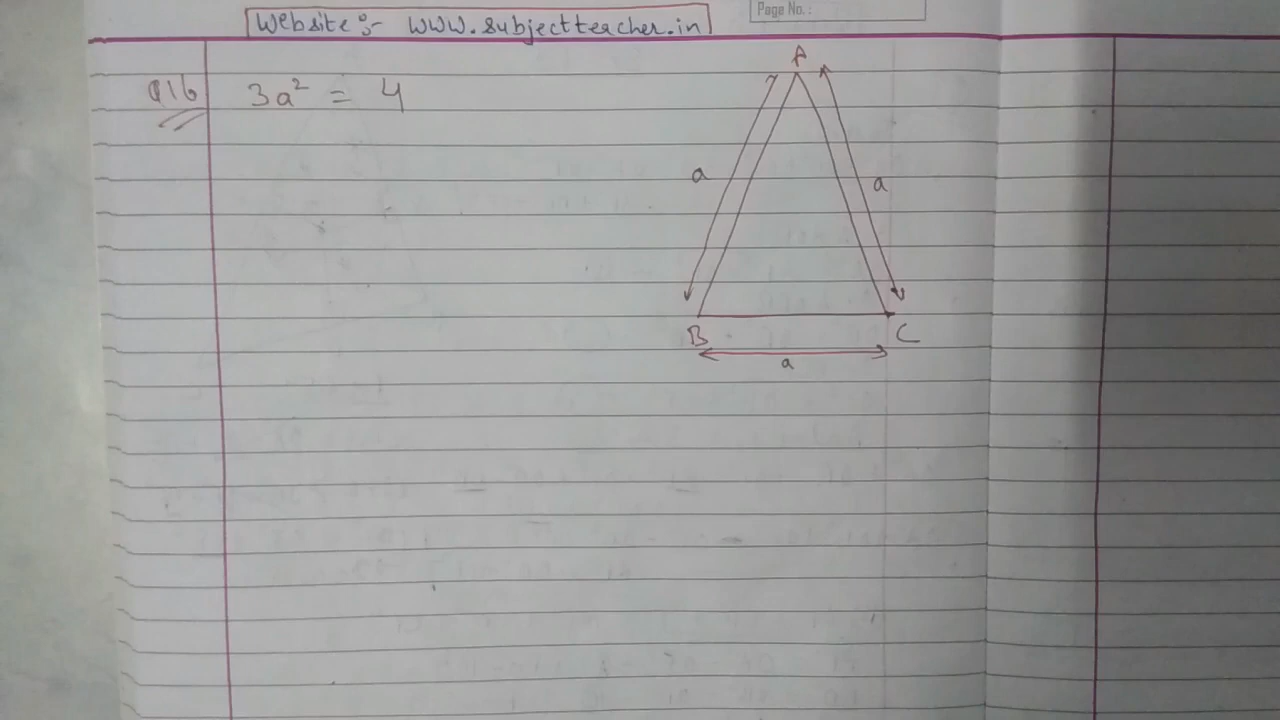 Website :- www.subjectteacher.in
Page No. :
Q16 3a² = 4
A
a a
B C
a